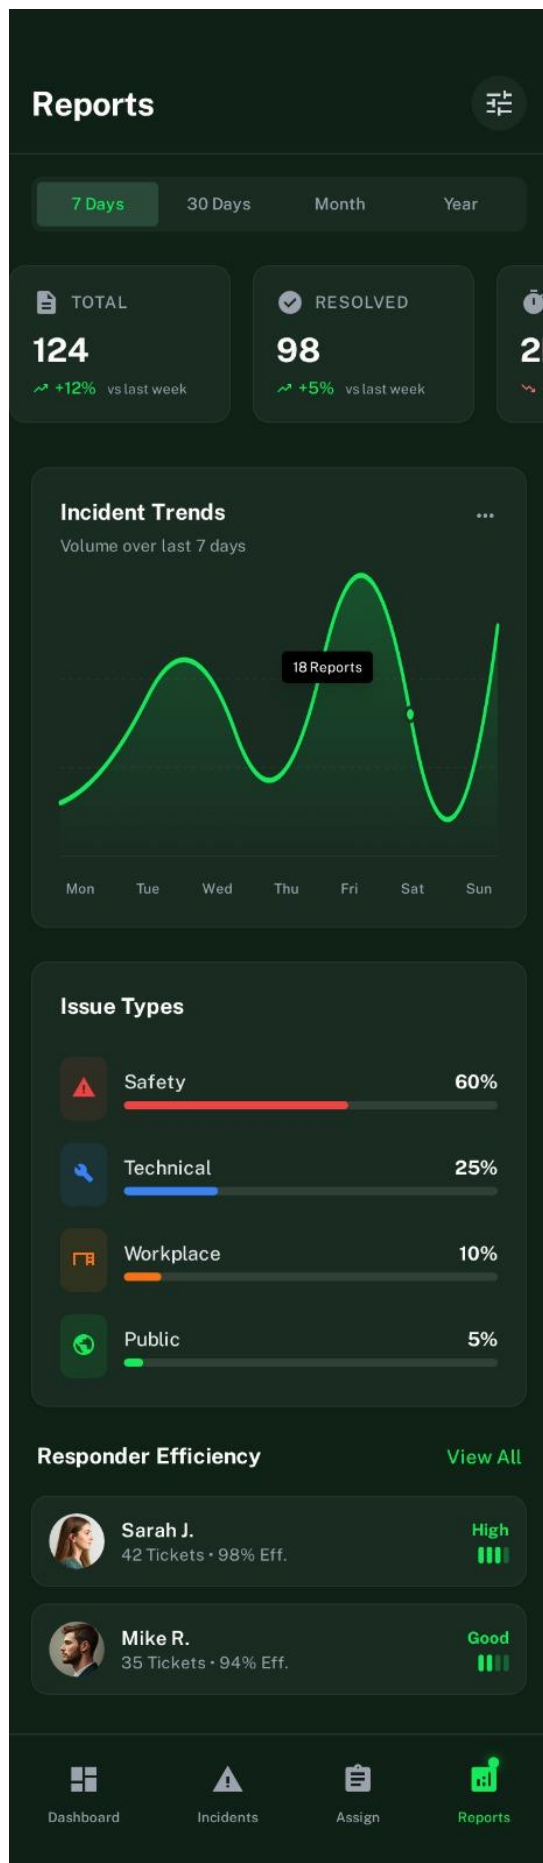 Reports
7 Days 30 Days Month Year
TOTAL
124
+12% vs last week
RESOLVED
98
+5% vs last week
2
Incident Trends
Volume over last 7 days
18 Reports
Mon Tue Wed Thu Fri Sat Sun
Issue Types
Safety 60%
Technical 25%
Workplace 10%
Public 5%
Responder Efficiency View All
Sarah J.
42 Tickets • 98% Eff.
High
Mike R.
35 Tickets • 94% Eff.
Good
Dashboard Incidents Assign Reports